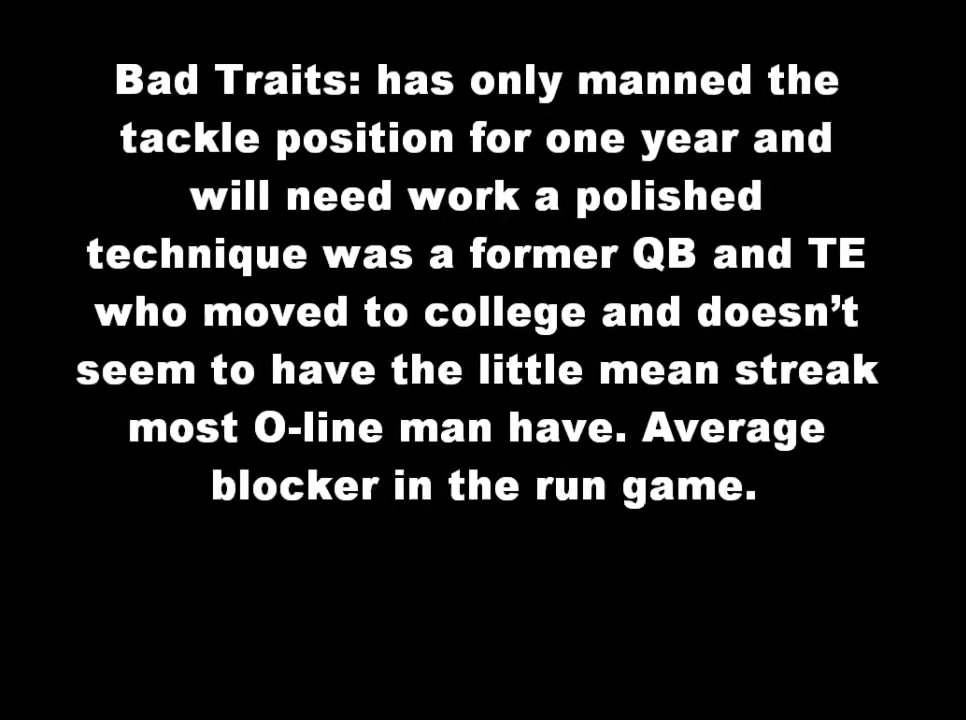 Bad Traits: has only manned the
tackle position for one year and
will need work a polished
technique was a former QB and TE
who moved to college and doesn’t
seem to have the little mean streak
most O-line man have. Average
blocker in the run game.